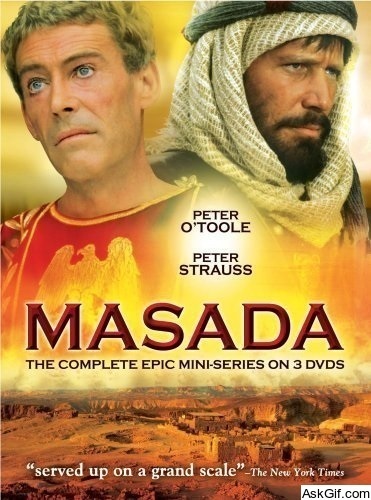 PETER
O'TOOLE
PETER
STRAUSS
MASADA
THE COMPLETE EPIC MINI-SERIES ON 3 DVDS
“served up on a grand scale”-The New York Times
AskGif.com